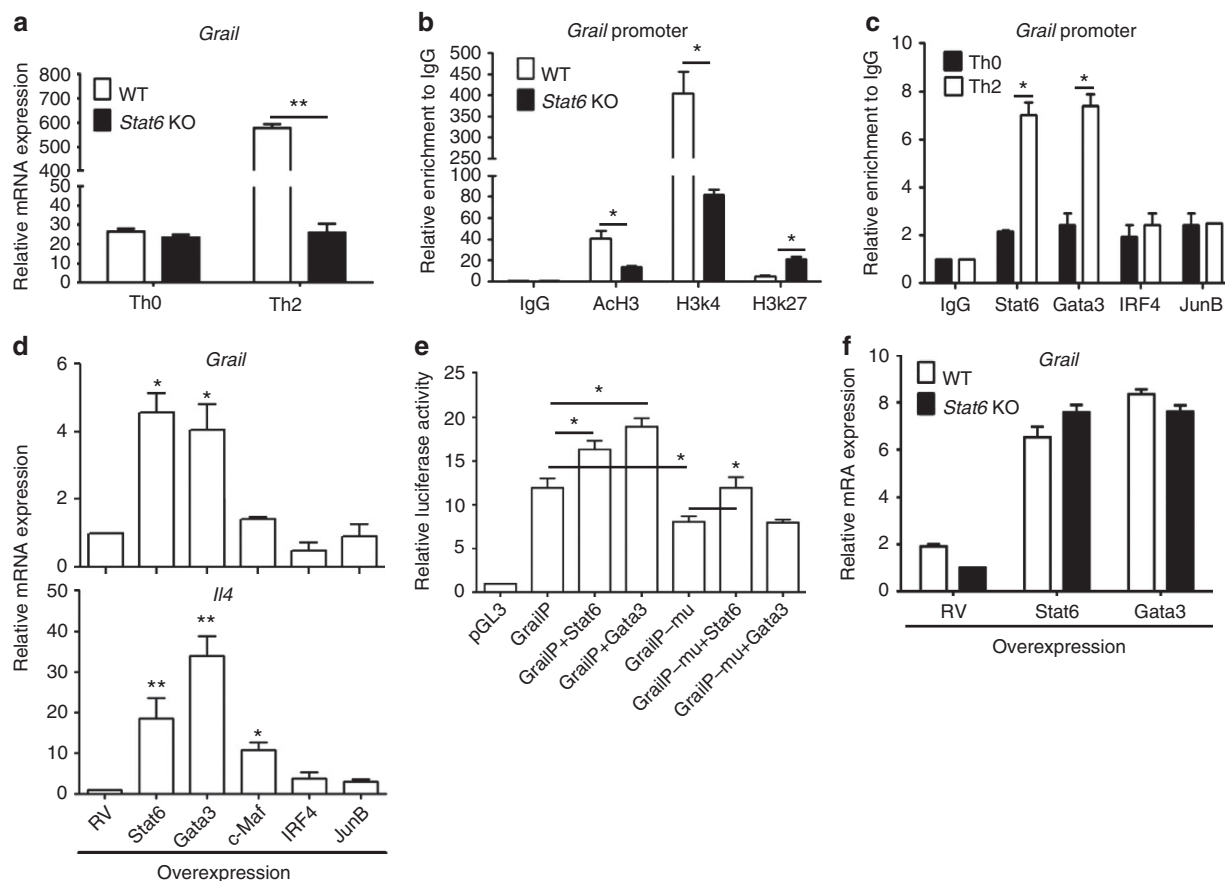 a
Grail
Relative mRNA expression
800
700
600
500
400
60
50
40
30
20
10
0
WT
Stat6 KO
**
Th0
Th2
b
Grail promoter
Relative enrichment to IgG
500
450
400
350
300
250
100
80
60
40
20
0
WT
Stat6 KO
*
*
*
IgG
AcH3
H3k4
H3k27
c
Grail promoter
Relative enrichment to IgG
10
8
6
4
2
0
Th0
Th2
*
*
IgG
Stat6
Gata3
IRF4
JunB
d
Grail
Relative mRNA expression
6
4
2
0
*
*
Il4
50
40
30
20
10
0
**
**
*
RV
Stat6
Gata3
c-Maf
IRF4
JunB
Overexpression
e
Relative luciferase activity
25
20
15
10
5
0
*
*
*
*
pGL3
GrailP
GrailP+Stat6
GrailP+Gata3
GrailP–mu
GrailP–mu+Stat6
GrailP–mu+Gata3
f
Grail
Relative mRA expression
10
8
6
4
2
0
WT
Stat6 KO
RV
Stat6
Gata3
Overexpression